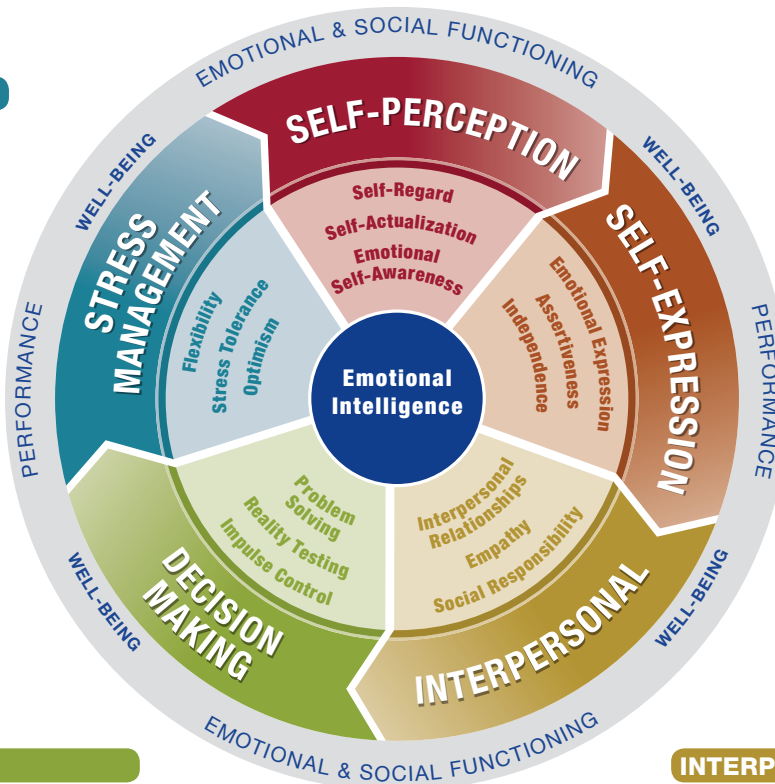 EMOTIONAL & SOCIAL FUNCTIONING
WELL-BEING
WELL-BEING
PERFORMANCE
PERFORMANCE
SELF-PERCEPTION
Self-Regard
Self-Actualization
Emotional
Self-Awareness
SELF-EXPRESSION
Emotional Expression
Assertiveness
Independence
STRESS
MANAGEMENT
Flexibility
Stress Tolerance
Optimism
Emotional
Intelligence
Interpersonal
Relationships
Empathy
Social Responsibility
INTERPERSONAL
Problem
Solving
Reality Testing
Impulse Control
DECISION
MAKING
WELL-BEING
WELL-BEING
EMOTIONAL & SOCIAL FUNCTIONING
INTERP